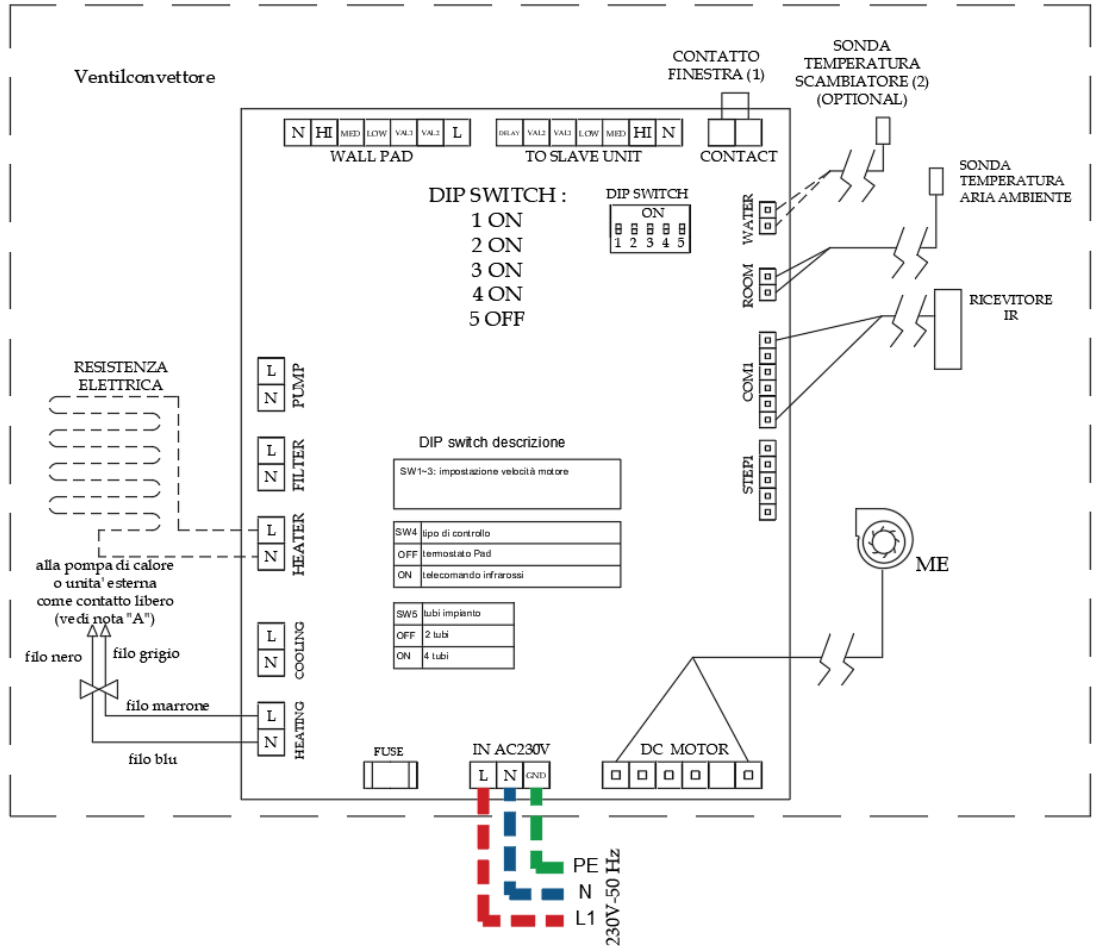 Ventilconvettore
CONTATTO
FINESTRA (1)
SONDA
TEMPERATURA
SCAMBIATORE (2)
(OPTIONAL)
N HI MED LOW VAL1 VAL2 L
WALL PAD
DELAY VAL2 VAL1 LOW MED HI N
TO SLAVE UNIT
CONTACT
SONDA
TEMPERATURA
ARIA AMBIENTE
DIP SWITCH :
1 ON
2 ON
3 ON
4 ON
5 OFF
DIP SWITCH
ON
1 2 3 4 5
WATER
ROOM
RICEVITORE
IR
COM1
STEP1
ME
RESISTENZA
ELETTRICA
L
N
PUMP
L
N
FILTER
L
N
HEATER
alla pompa di calore
o unita' esterna
come contatto libero
(vedi nota "A")
filo nero
filo grigio
L
N
COOLING
filo marrone
L
N
HEATING
filo blu
DIP switch descrizione
SW1~3: impostazione velocità motore
SW4 tipo di controllo
OFF termostato Pad
ON telecomando infrarossi
SW5 tubi impianto
OFF 2 tubi
ON 4 tubi
FUSE
IN AC230V
L N GND
DC MOTOR
PE
N
L1
230V-50 Hz